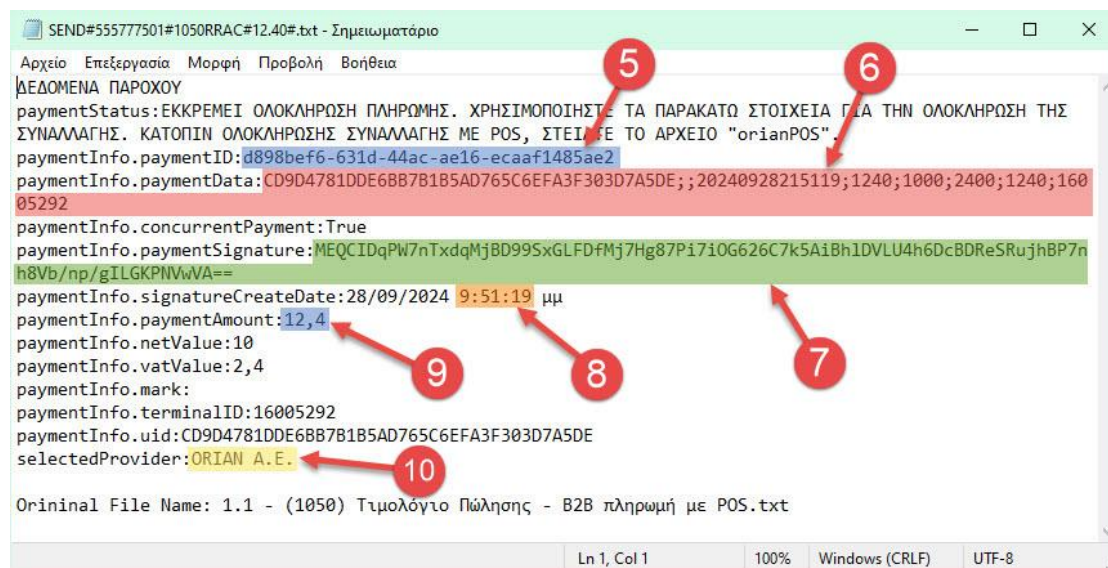 SEND#555777501#1050RRAC#12.40#.txt - Σημειωματάριο
Αρχείο Επεξεργασία Μορφή Προβολή Βοήθεια
ΔΕΔΟΜΕΝΑ ΠΑΡΟΧΟΥ
paymentStatus:ΕΚΚΡΕΜΕΙ ΟΛΟΚΛΗΡΩΣΗ ΠΛΗΡΩΜΗΣ. ΧΡΗΣΙΜΟΠΟΙΗΣΤΕ ΤΑ ΠΑΡΑΚΑΤΩ ΣΤΟΙΧΕΙΑ ΓΙΑ ΤΗΝ ΟΛΟΚΛΗΡΩΣΗ ΤΗΣ
ΣΥΝΑΛΛΑΓΗΣ. ΚΑΤΟΠΙΝ ΟΛΟΚΛΗΡΩΣΗΣ ΣΥΝΑΛΛΑΓΗΣ ΜΕ POS, ΣΤΕΙΛΤΕ ΤΟ ΑΡΧΕΙΟ "orianPOS".
paymentInfo.paymentID:d898bef6-631d-44ac-ae16-ecaaf1485ae2
paymentInfo.paymentData:CD9D4781DDE6BB7B1B5AD765C6EFA3F303D7A5DE;;20240928215119;1240;1000;2400;1240;160
05292
paymentInfo.concurrentPayment:True
paymentInfo.paymentSignature:MEQCIDqPW7nTxdqMjBD99SxGLFDfMj7Hg87Pi7iOG626C7k5AiBhlDVLU4h6DcBDReSRujhBP7n
h8Vb/np/gILGKPNVwVA==
paymentInfo.signatureCreateDate:28/09/2024 9:51:19 μμ
paymentInfo.paymentAmount:12,4
paymentInfo.netValue:10
paymentInfo.vatValue:2,4
paymentInfo.mark:
paymentInfo.terminalID:16005292
paymentInfo.uid:CD9D4781DDE6BB7B1B5AD765C6EFA3F303D7A5DE
selectedProvider:ORIAN A.E.
Orininal File Name: 1.1 - (1050) Τιμολόγιο Πώλησης - B2B πληρωμή με POS.txt
Ln 1, Col 1 100% Windows (CRLF) UTF-8
5
6
7
8
9
10